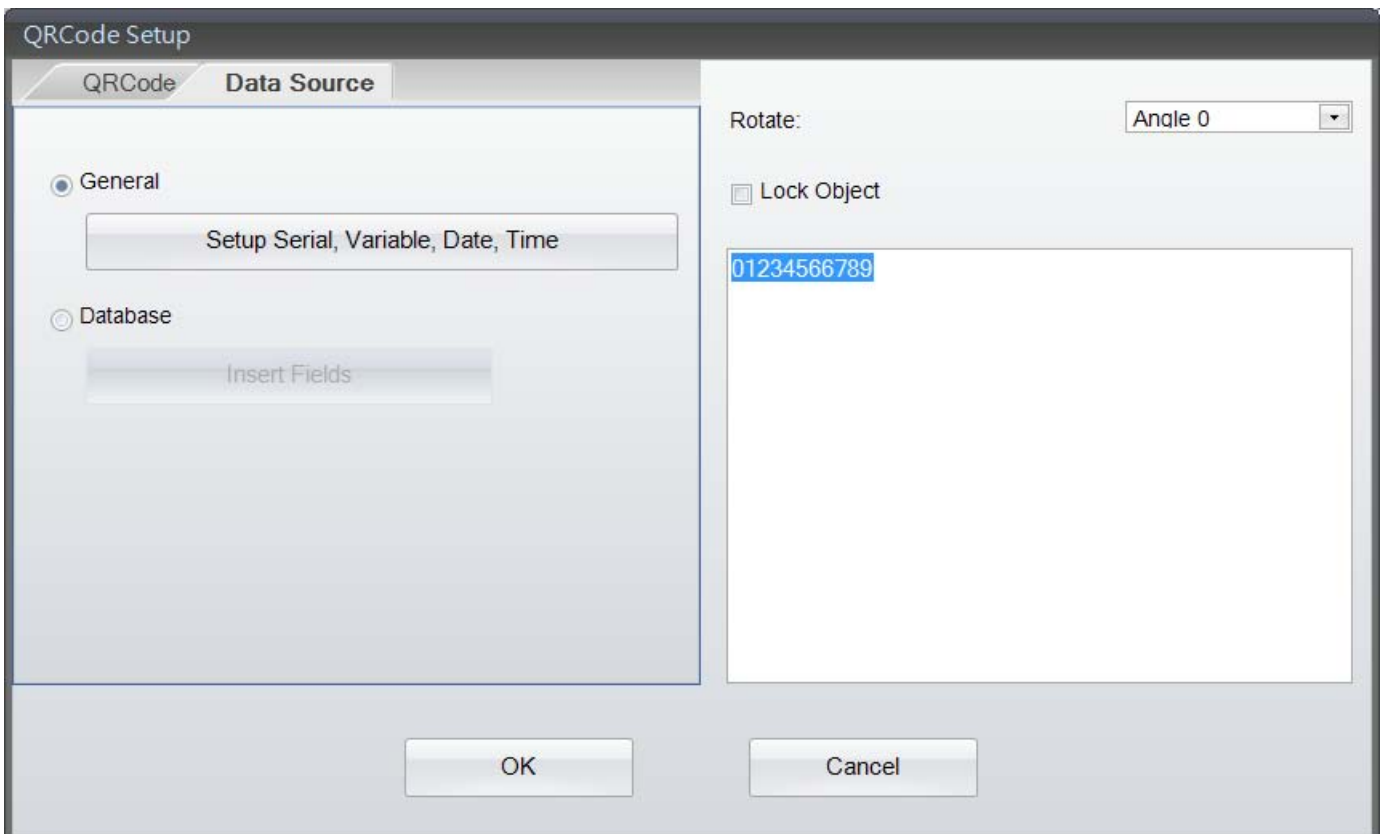 QRCode Setup
QRCode
Data Source
General
Setup Serial, Variable, Date, Time
Database
Insert Fields
Rotate:
Angle 0
Lock Object
01234566789
OK
Cancel